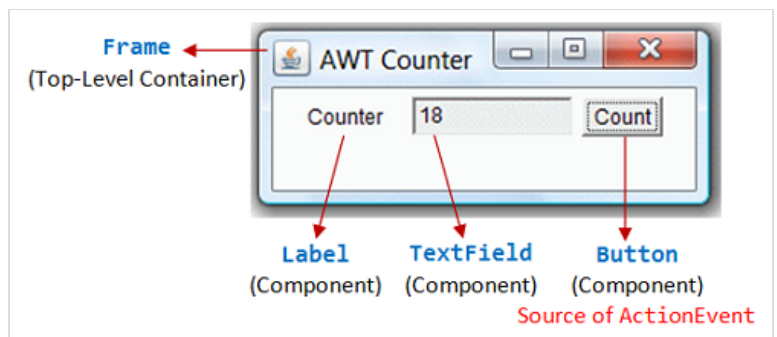 Frame
(Top-Level Container)
AWT Counter
Counter 18 Count
Label TextField Button
(Component) (Component) (Component)
Source of ActionEvent